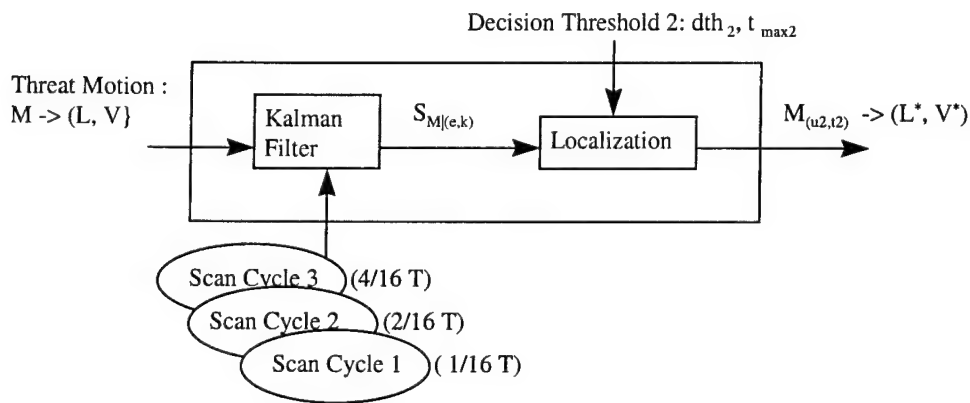 Decision Threshold 2: dth 2, t max2
Threat Motion :
M -> (L, V}
Kalman
Filter
S M|(e,k)
Localization
M (u2,t2) -> (L*, V*)
Scan Cycle 3 (4/16 T)
Scan Cycle 2 (2/16 T)
Scan Cycle 1 ( 1/16 T)